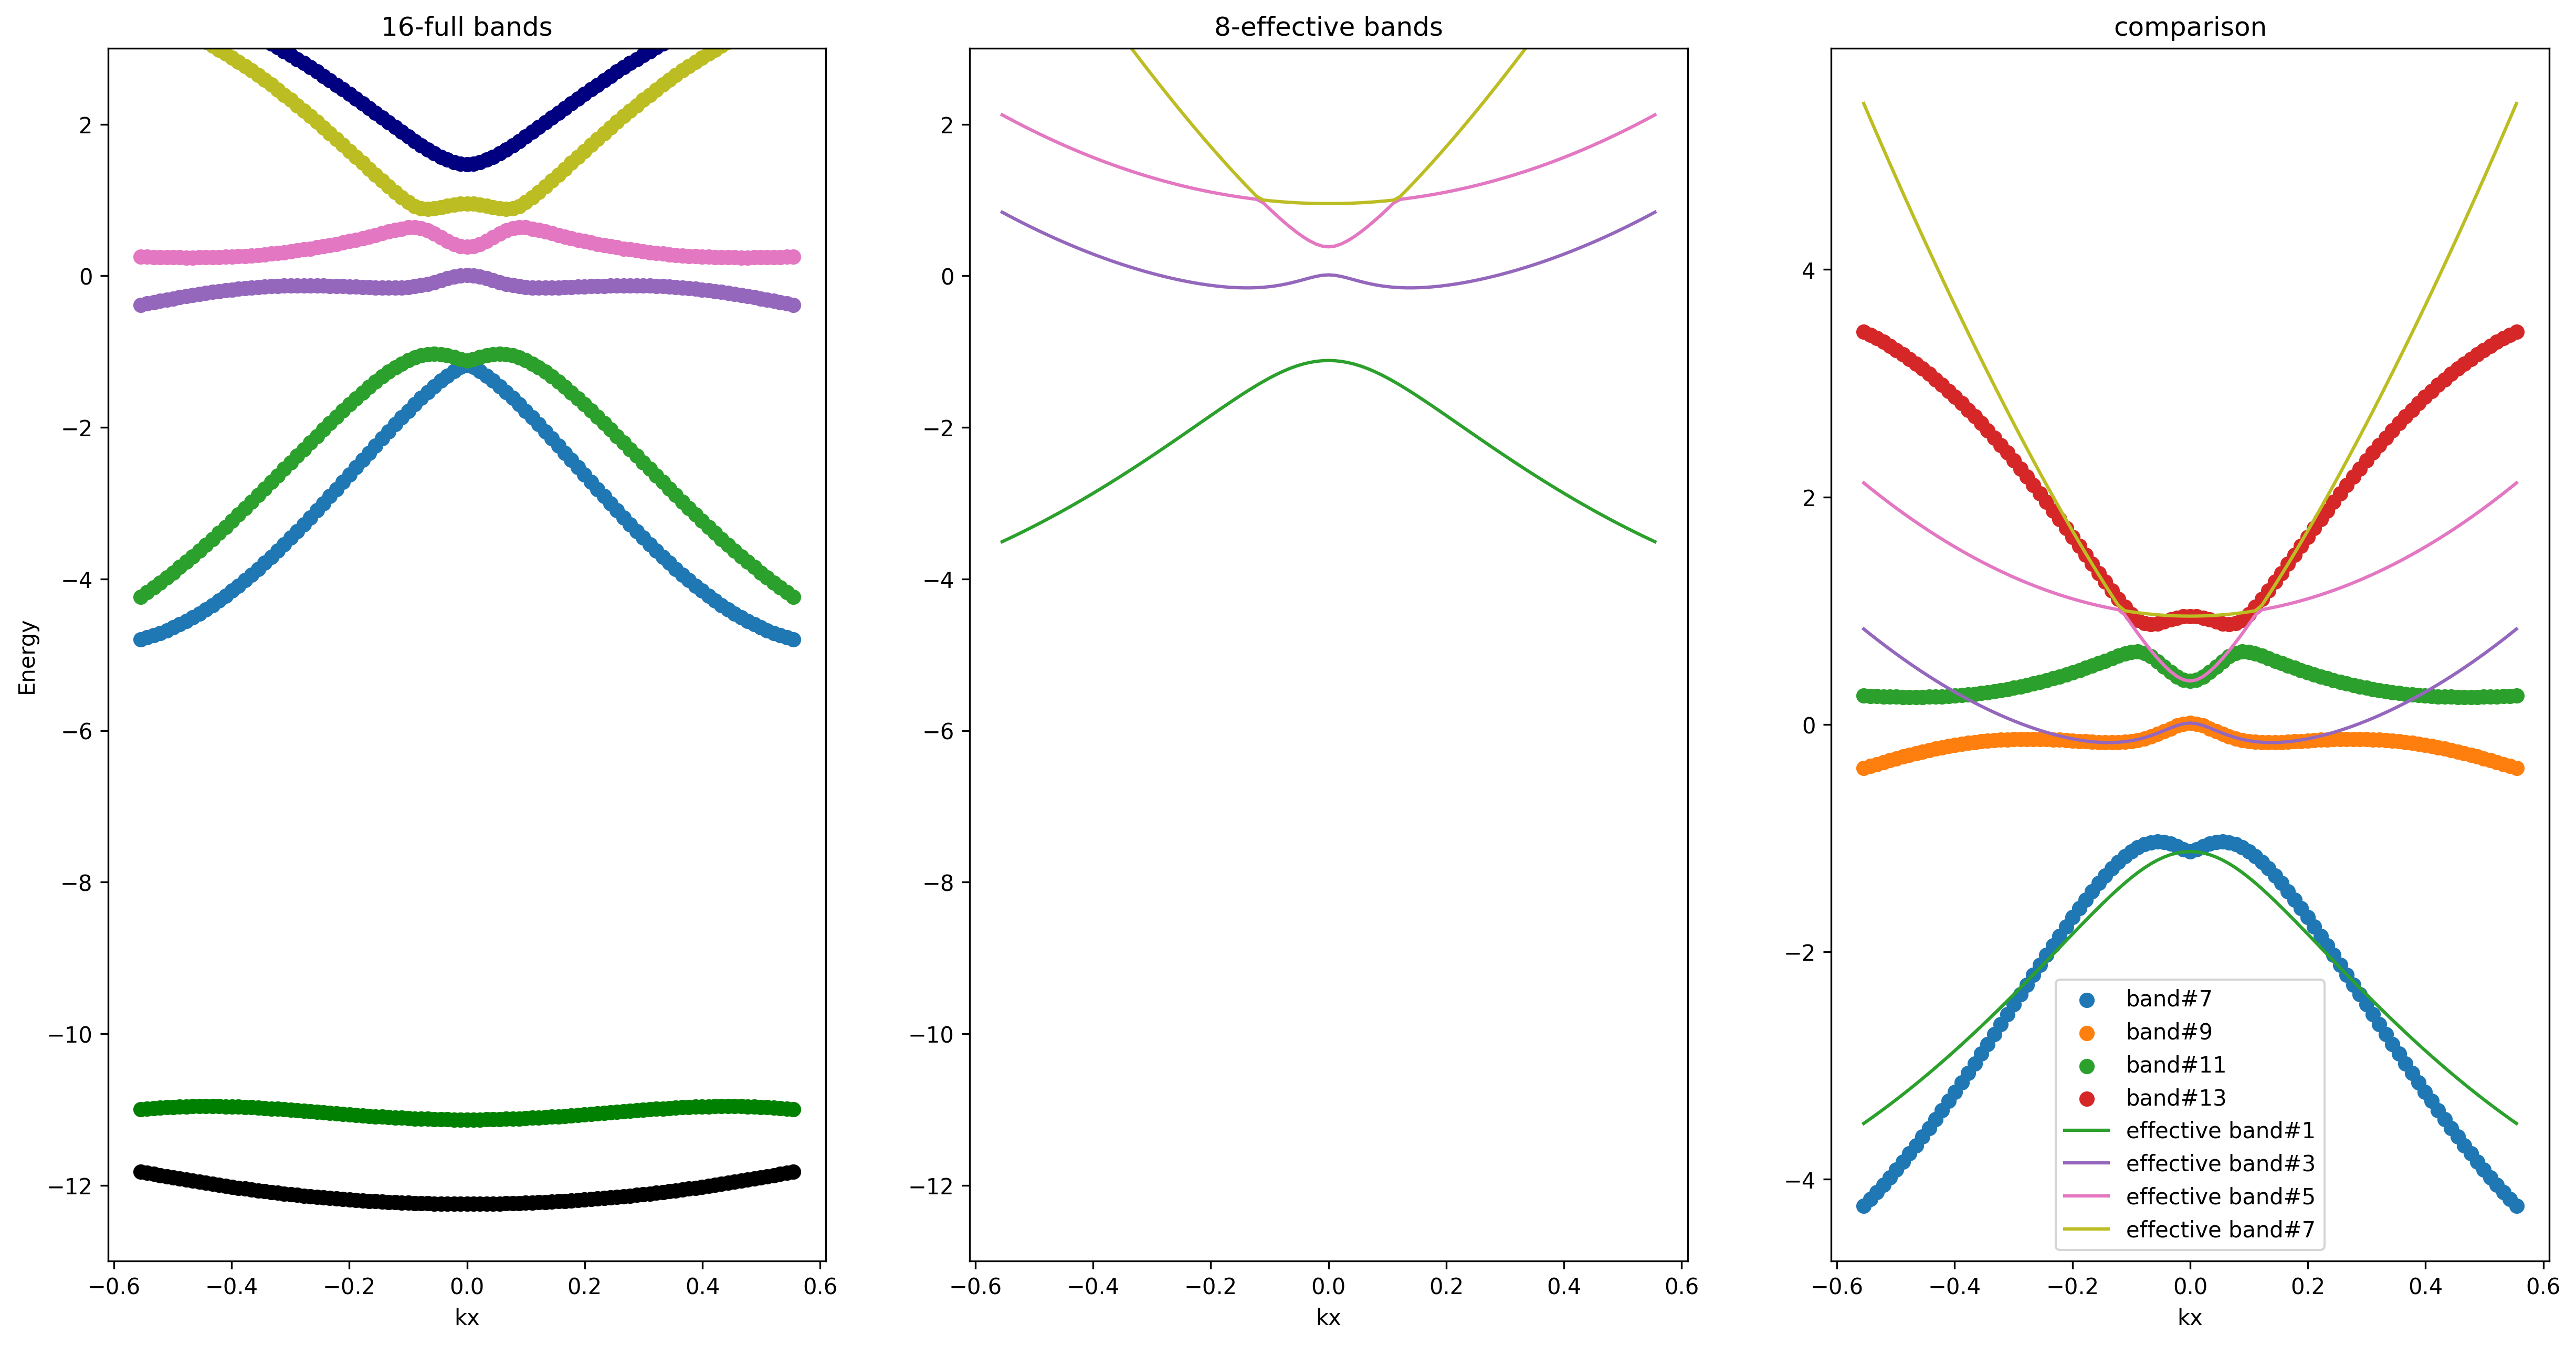 16-full bands
8-effective bands
comparison
Energy
2
0
−2
−4
−6
−8
−10
−12
−0.6 −0.4 −0.2 0.0 0.2 0.4 0.6
kx
2
0
−2
−4
−6
−8
−10
−12
−0.6 −0.4 −0.2 0.0 0.2 0.4 0.6
kx
4
2
0
−2
−4
band#7
band#9
band#11
band#13
effective band#1
effective band#3
effective band#5
effective band#7
−0.6 −0.4 −0.2 0.0 0.2 0.4 0.6
kx